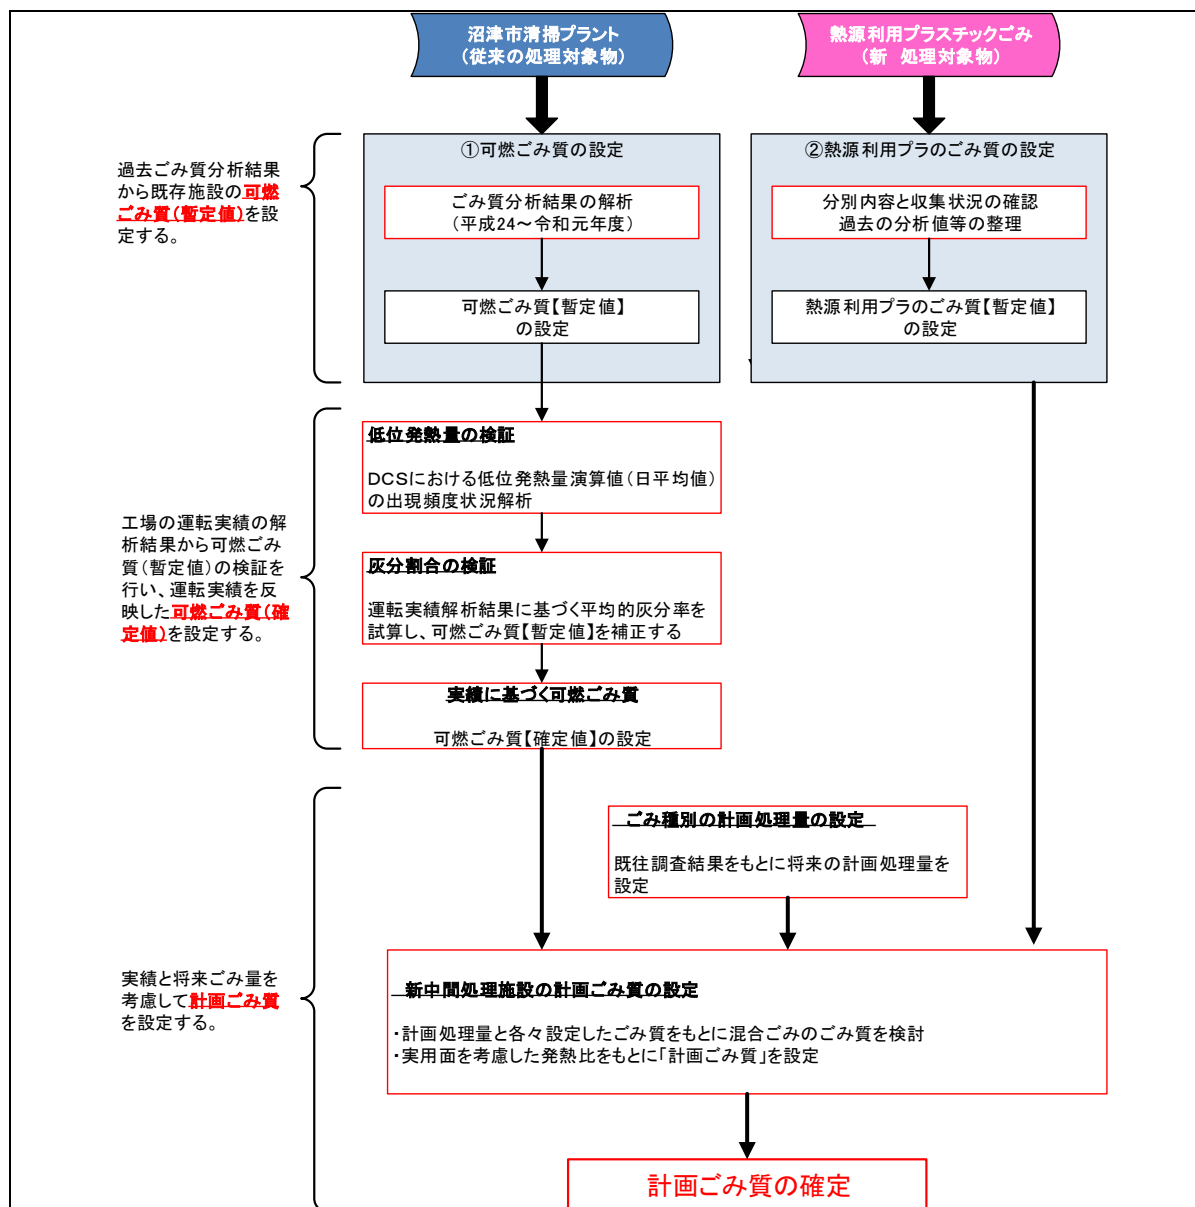 沼津市清掃プラント
（従来の処理対象物）
熱源利用プラスチックごみ
（新　処理対象物）
過去ごみ質分析結果
から既存施設の可燃
ごみ質（暫定値）を設
定する。
①可燃ごみ質の設定
ごみ質分析結果の解析
（平成24～令和元年度）
可燃ごみ質【暫定値】
の設定
②熱源利用プラのごみ質の設定
分別内容と収集状況の確認
過去の分析値等の整理
熱源利用プラのごみ質【暫定値】
の設定
工場の運転実績の解
析結果から可燃ごみ
質（暫定値）の検証を
行い、運転実績を反
映した可燃ごみ質（確
定値）を設定する。
低位発熱量の検証
DCSにおける低位発熱量演算値（日平均値）
の出現頻度状況解析
灰分割合の検証
運転実績解析結果に基づく平均的灰分率を
試算し、可燃ごみ質【暫定値】を補正する
実績に基づく可燃ごみ質
可燃ごみ質【確定値】の設定
ごみ種別の計画処理量の設定
既往調査結果をもとに将来の計画処理量を
設定
実績と将来ごみ量を
考慮して計画ごみ質
を設定する。
新中間処理施設の計画ごみ質の設定
・計画処理量と各々設定したごみ質をもとに混合ごみのごみ質を検討
・実用面を考慮した発熱比をもとに「計画ごみ質」を設定
計画ごみ質の確定